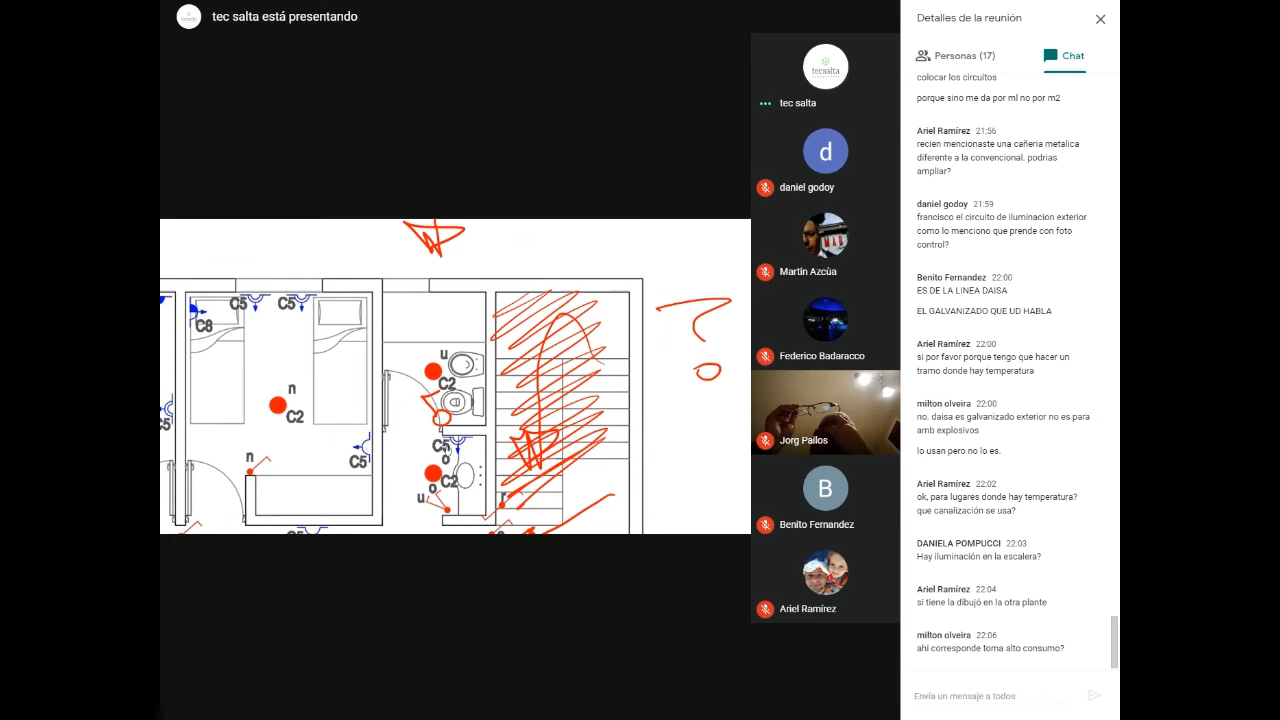 tec salta está presentando
C5
C5
C8
n
C2
n
C5
u
C2
C5
o
C2
u
o
r
C5
C5
tecsalta
tec salta
d
daniel godoy
Martin Azcùa
Federico Badaracco
Jorg Pailos
B
Benito Fernandez
Ariel Ramírez
Detalles de la reunión
Personas (17)
Chat
colocar los circuitos
porque sino me da por ml no por m2
Ariel Ramírez 21:56
recien mencionaste una cañeria metalica
diferente a la convencional. podrias
ampliar?
daniel godoy 21:59
francisco el circuito de iluminacion exterior
como lo menciono que prende con foto
control?
Benito Fernandez 22:00
ES DE LA LINEA DAISA
EL GALVANIZADO QUE UD HABLA
Ariel Ramírez 22:00
si por favor porque tengo que hacer un
tramo donde hay temperatura
milton olveira 22:00
no. daisa es galvanizado exterior no es para
amb explosivos
lo usan pero no lo es.
Ariel Ramírez 22:02
ok, para lugares donde hay temperatura?
que canalización se usa?
DANIELA POMPUCCI 22:03
Hay iluminación en la escalera?
Ariel Ramírez 22:04
si tiene la dibujó en la otra plante
milton olveira 22:06
ahi corresponde toma alto consumo?
Envía un mensaje a todos